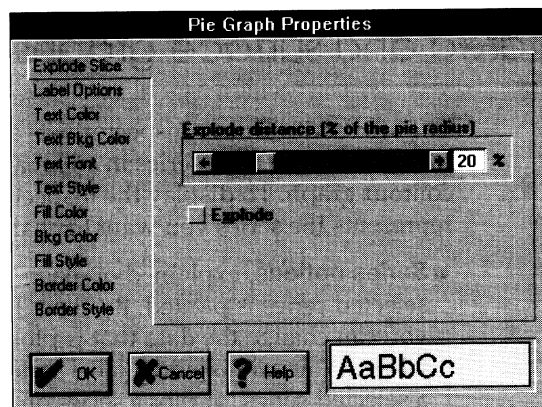 Pie Graph Properties
Explode Slice
Label Options
Text Color
Text Bkg Color
Text Font
Text Style
Fill Color
Bkg Color
Fill Style
Border Color
Border Style
Explode distance (% of the pie radius)
20 %
Explode
OK
Cancel
Help
AaBbCc